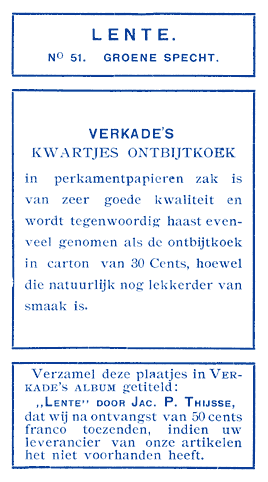 LENTE.
No 51. GROENE SPECHT.
VERKADE'S
KWARTJES ONTBIJTKOEK
in perkamentpapieren zak is
van zeer goede kwaliteit en
wordt tegenwoordig haast even-
veel genomen als de ontbijtkoek
in carton van 30 Cents, hoewel
die natuurlijk nog lekkerder van
smaak is.
Verzamel deze plaatjes in VER-
KADE'S ALBUM getiteld:
„LENTE” DOOR JAC. P. THIJSSE,
dat wij na ontvangst van 50 cents
franco toezenden, indien uw
leverancier van onze artikelen
het niet voorhanden heeft.